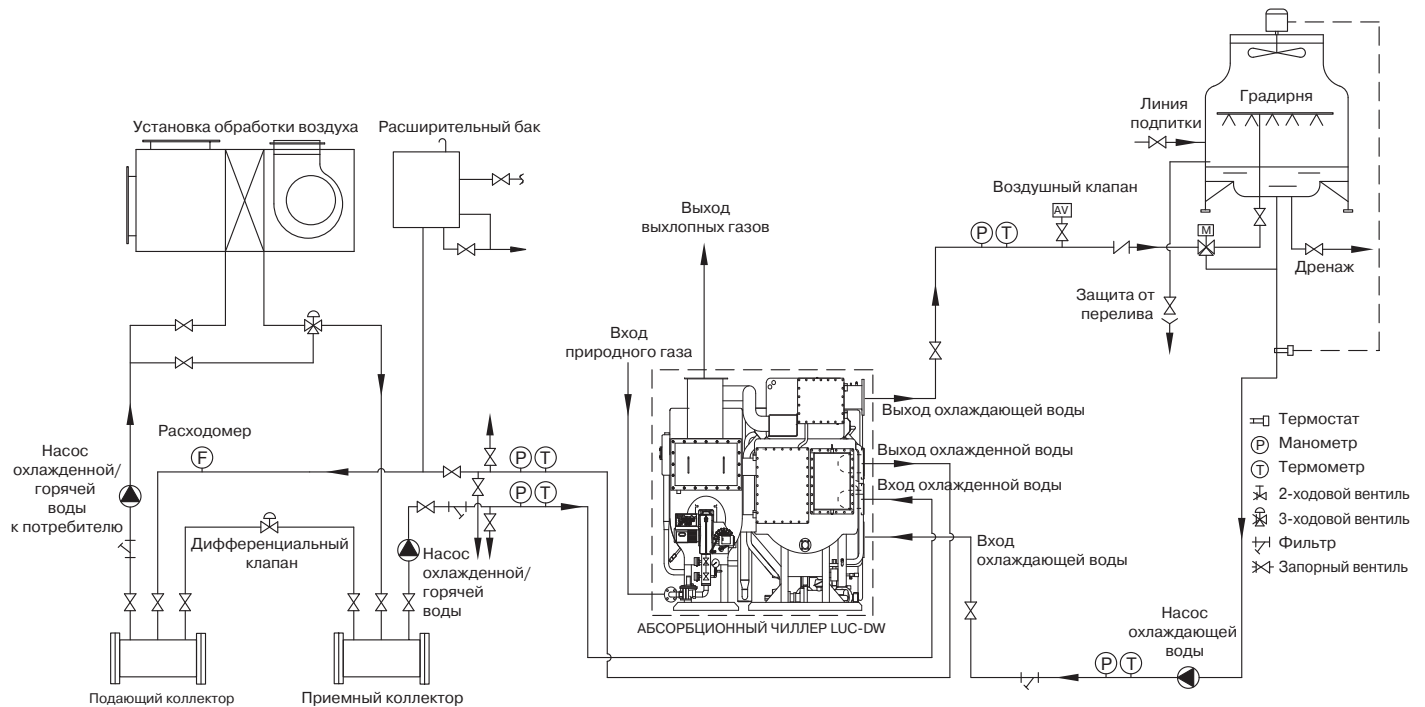 Установка обработки воздуха
Расширительный бак
Выход
выхлопных газов
Вход
природного газа
Воздушный клапан
AV
P
T
M
Линия
подпитки
Градирня
Дренаж
Защита от
перелива
Насос
охлажденной/
горячей
воды
к потребителю
Расходомер
F
P
T
P
T
Дифференциальный
клапан
Насос
охлажденной/
горячей
воды
Подающий коллектор
Приемный коллектор
Выход охлаждающей воды
Выход охлажденной воды
Вход охлажденной воды
Вход
охлаждающей воды
АБСОРБЦИОННЫЙ ЧИЛЛЕР LUC-DW
Насос
охлаждающей
воды
P
T
Термостат
P Манометр
T Термометр
2-ходовой вентиль
3-ходовой вентиль
Фильтр
Запорный вентиль